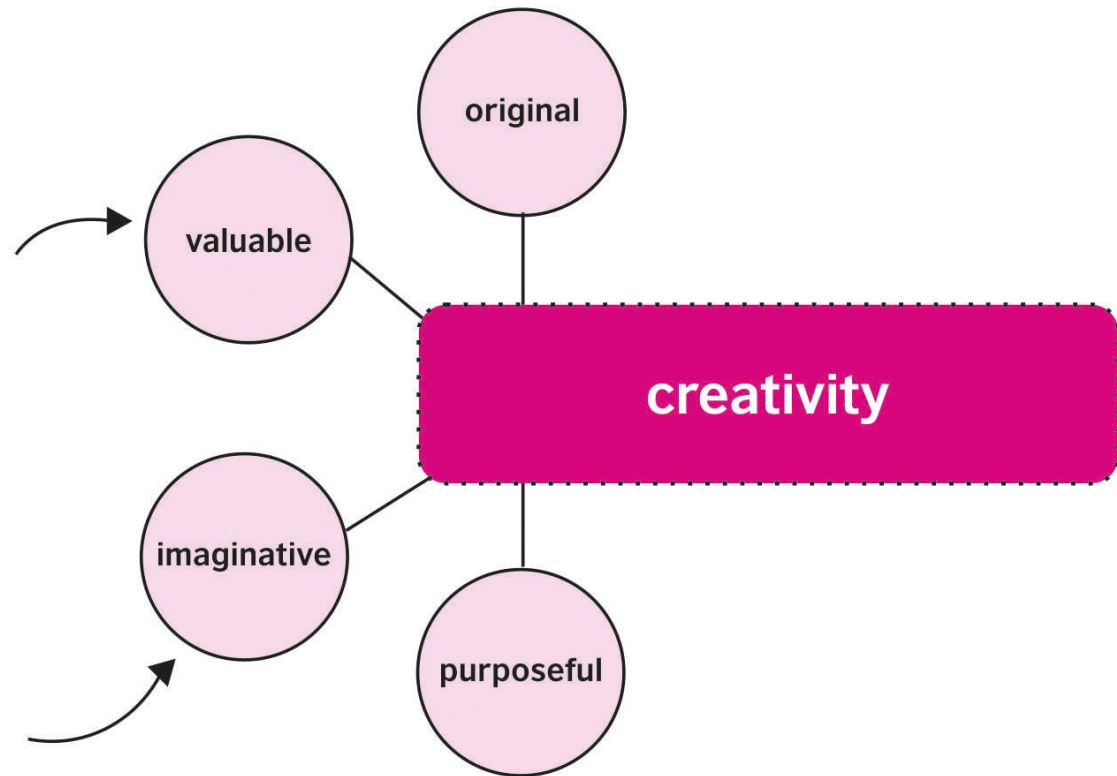 original
valuable
creativity
imaginative
purposeful